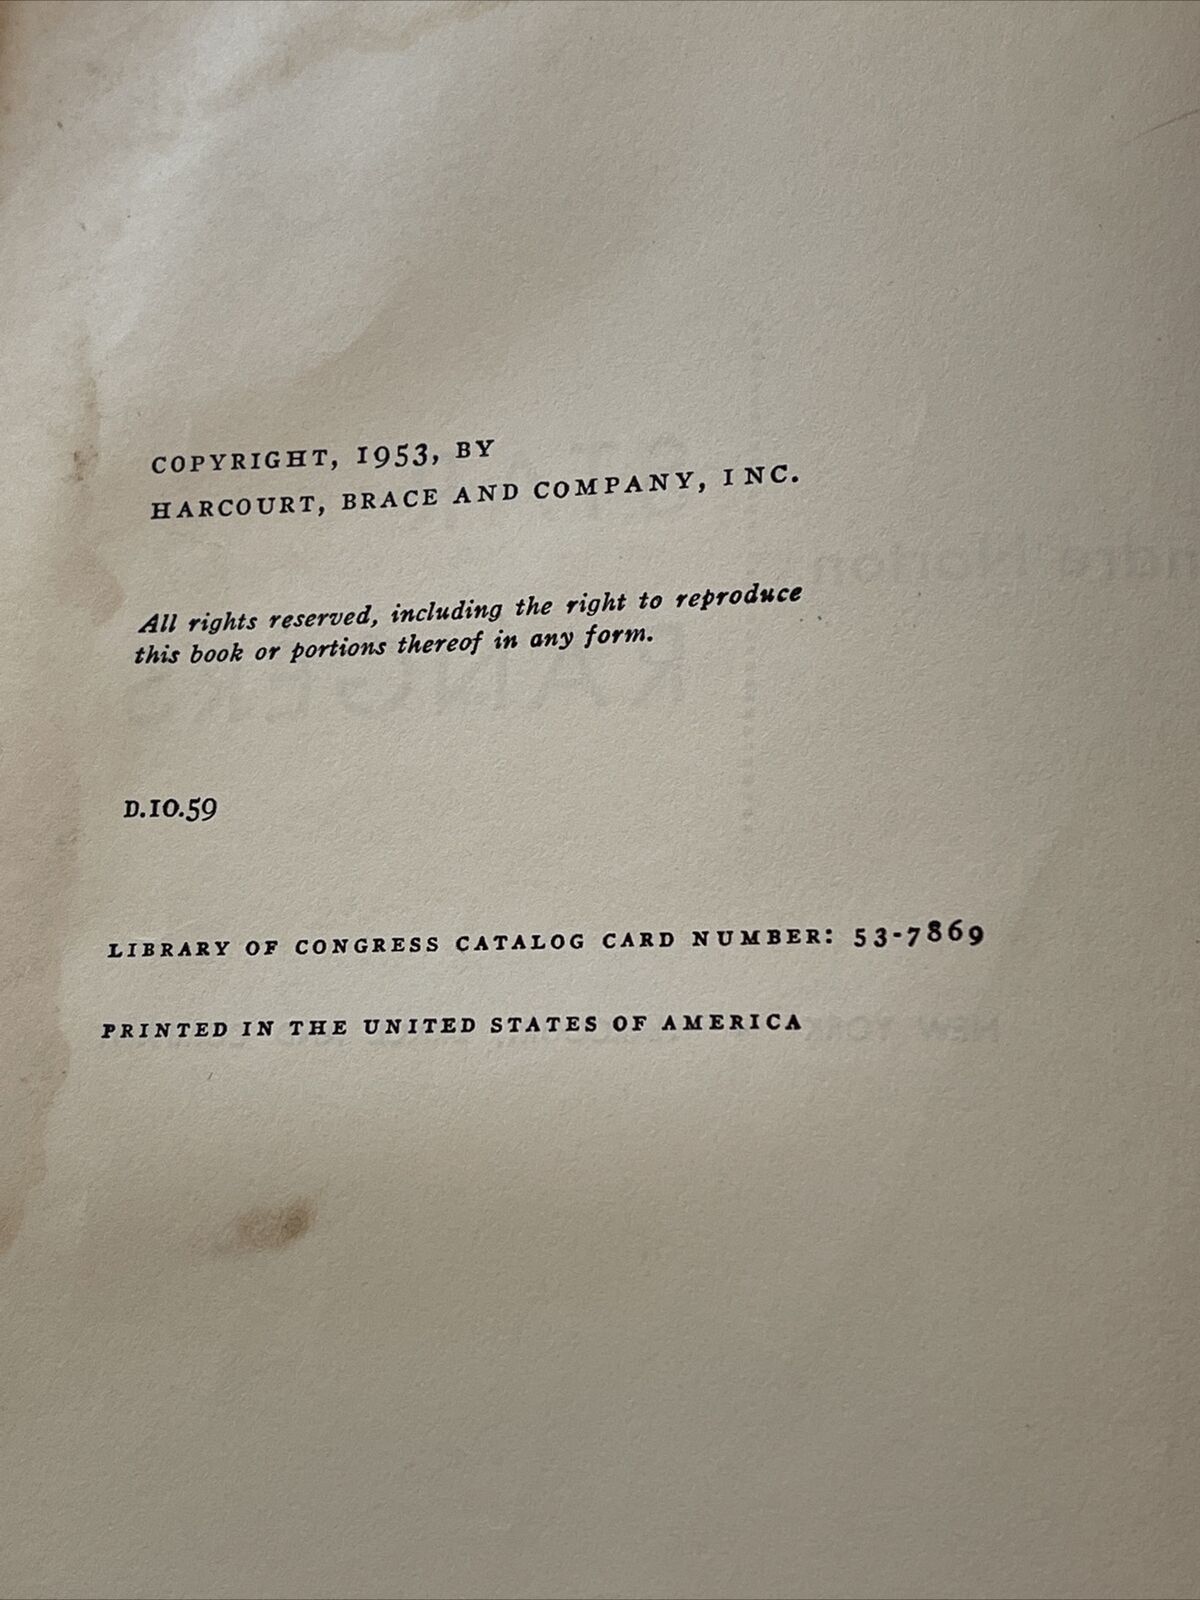 COPYRIGHT, 1953, BY
HARCOURT, BRACE AND COMPANY, INC.
All rights reserved, including the right to reproduce
this book or portions thereof in any form.
D.10.59
LIBRARY OF CONGRESS CATALOG CARD NUMBER: 53-7869
PRINTED IN THE UNITED STATES OF AMERICA